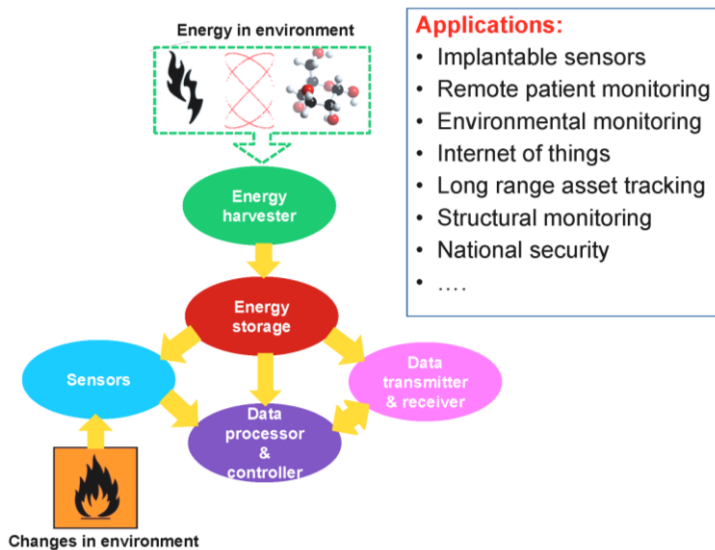 Energy in environment
Energy
harvester
Energy
storage
Sensors
Data
transmitter
& receiver
Data
processor
&
controller
Changes in environment
Applications:
• Implantable sensors
• Remote patient monitoring
• Environmental monitoring
• Internet of things
• Long range asset tracking
• Structural monitoring
• National security
• ....